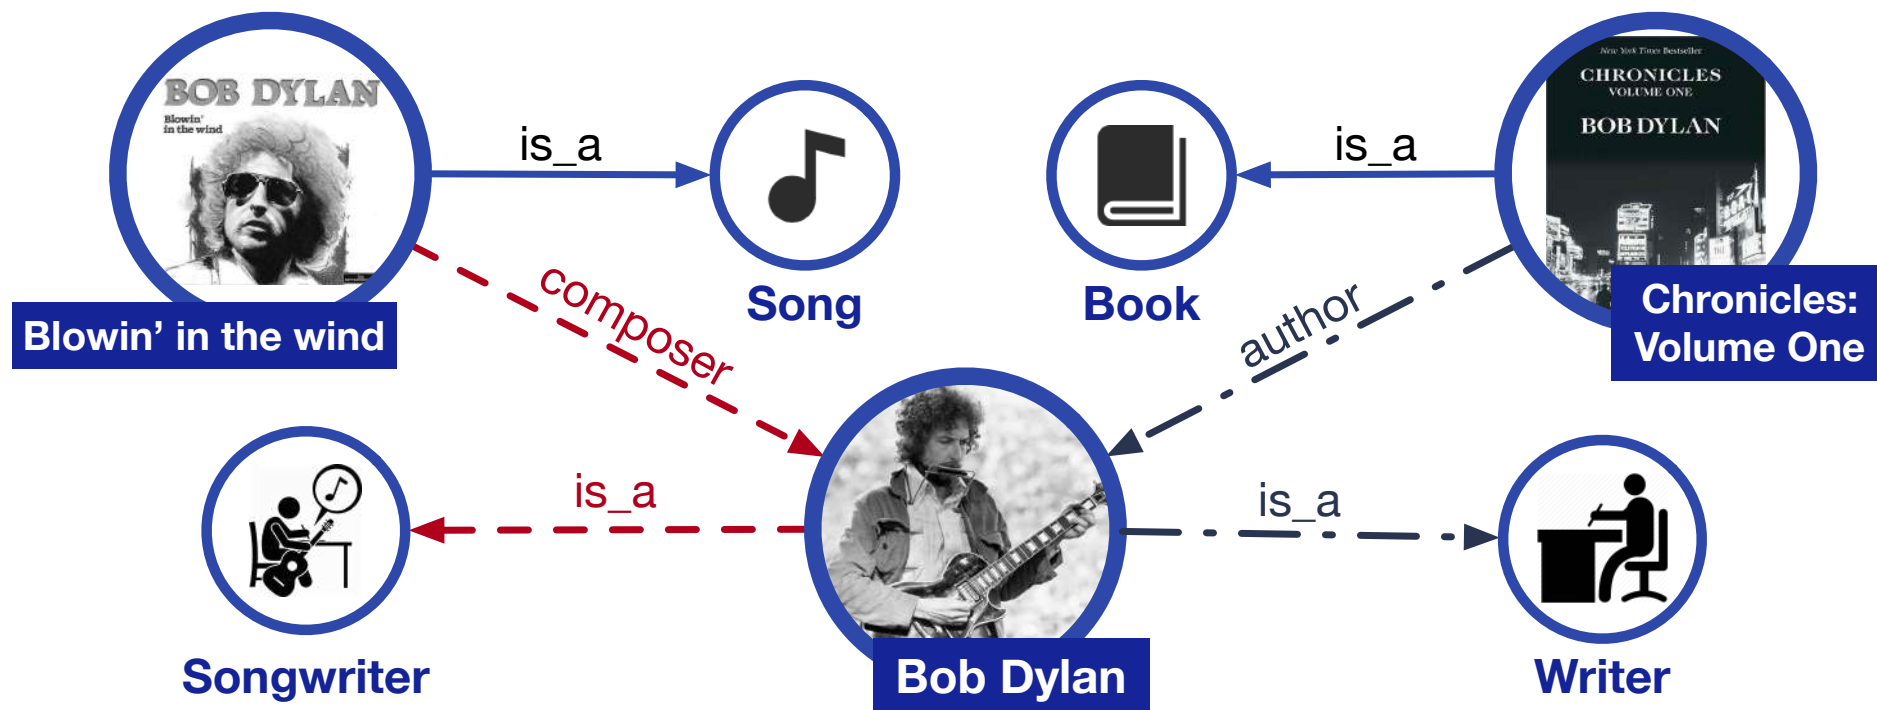 BOB DYLAN
Blowin'
in the wind
is_a
is_a
New York Times Bestseller
CHRONICLES
VOLUME ONE
BOB DYLAN
Blowin’ in the wind
composer
Song
Book
author
Chronicles:
Volume One
is_a
is_a
Songwriter
Bob Dylan
Writer